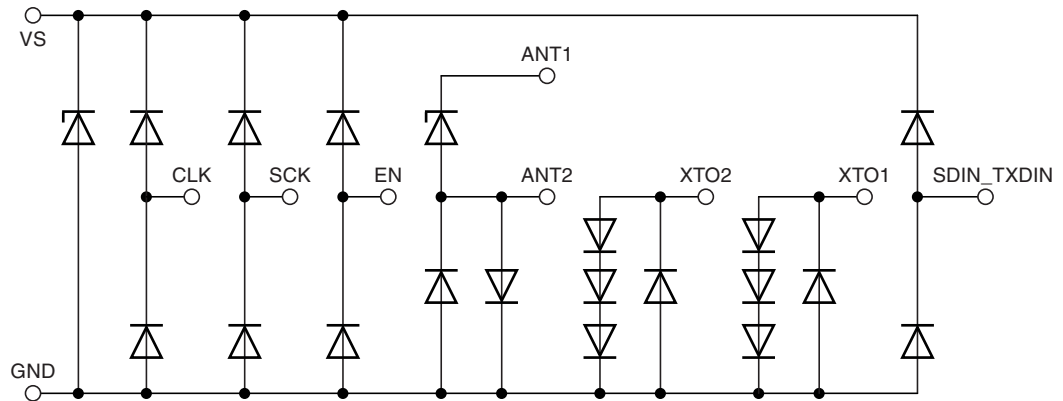 VS
ANT1
CLK
SCK
EN
ANT2
XTO2
XTO1
SDIN_TXDIN
GND